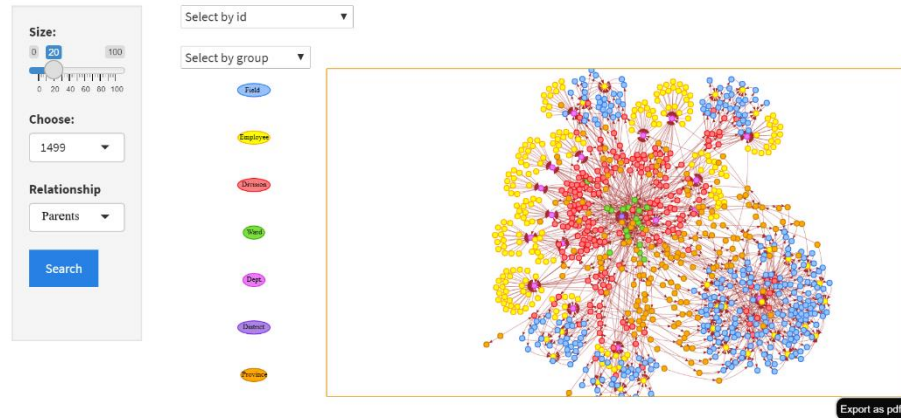 Size:
0 20 100
0 20 40 60 80 100
Choose:
1499
Relationship
Parents
Search
Select by id
Select by group
Field
Employee
Decision
Ward
Dept.
District
Province
Export as pdf